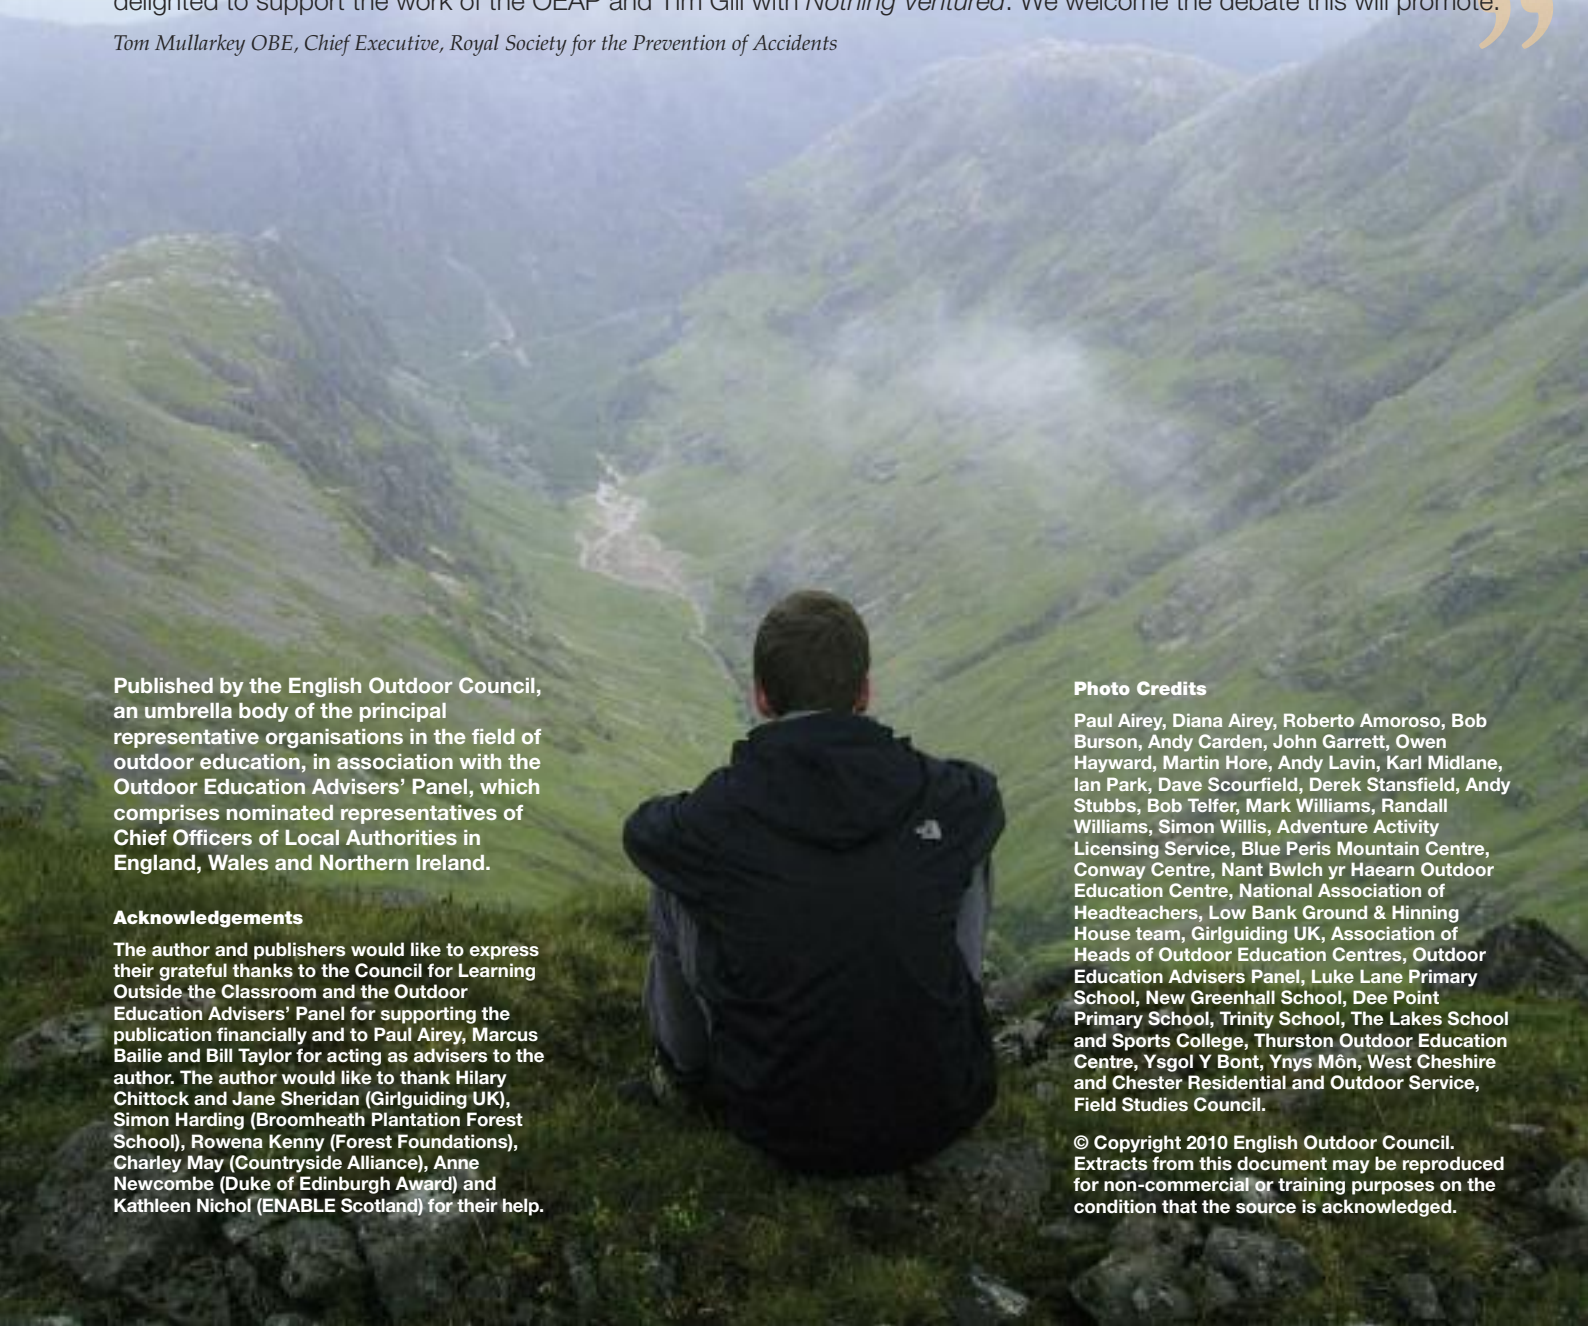 delighted to support the work of the OEAP and Tim Gill with Nothing Ventured. We welcome the debate this will promote.”
Tom Mullarkey OBE, Chief Executive, Royal Society for the Prevention of Accidents
Published by the English Outdoor Council,
an umbrella body of the principal
representative organisations in the field of
outdoor education, in association with the
Outdoor Education Advisers’ Panel, which
comprises nominated representatives of
Chief Officers of Local Authorities in
England, Wales and Northern Ireland.
Acknowledgements
The author and publishers would like to express
their grateful thanks to the Council for Learning
Outside the Classroom and the Outdoor
Education Advisers’ Panel for supporting the
publication financially and to Paul Airey, Marcus
Bailie and Bill Taylor for acting as advisers to the
author. The author would like to thank Hilary
Chittock and Jane Sheridan (Girlguiding UK),
Simon Harding (Broomheath Plantation Forest
School), Rowena Kenny (Forest Foundations),
Charley May (Countryside Alliance), Anne
Newcombe (Duke of Edinburgh Award) and
Kathleen Nichol (ENABLE Scotland) for their help.
Photo Credits
Paul Airey, Diana Airey, Roberto Amoroso, Bob
Burson, Andy Carden, John Garrett, Owen
Hayward, Martin Hore, Andy Lavin, Karl Midlane,
Ian Park, Dave Scourfield, Derek Stansfield, Andy
Stubbs, Bob Telfer, Mark Williams, Randall
Williams, Simon Willis, Adventure Activity
Licensing Service, Blue Peris Mountain Centre,
Conway Centre, Nant Bwlch yr Haearn Outdoor
Education Centre, National Association of
Headteachers, Low Bank Ground & Hinning
House team, Girlguiding UK, Association of
Heads of Outdoor Education Centres, Outdoor
Education Advisers Panel, Luke Lane Primary
School, New Greenhall School, Dee Point
Primary School, Trinity School, The Lakes School
and Sports College, Thurston Outdoor Education
Centre, Ysgol Y Bont, Ynys Môn, West Cheshire
and Chester Residential and Outdoor Service,
Field Studies Council.
© Copyright 2010 English Outdoor Council.
Extracts from this document may be reproduced
for non-commercial or training purposes on the
condition that the source is acknowledged.